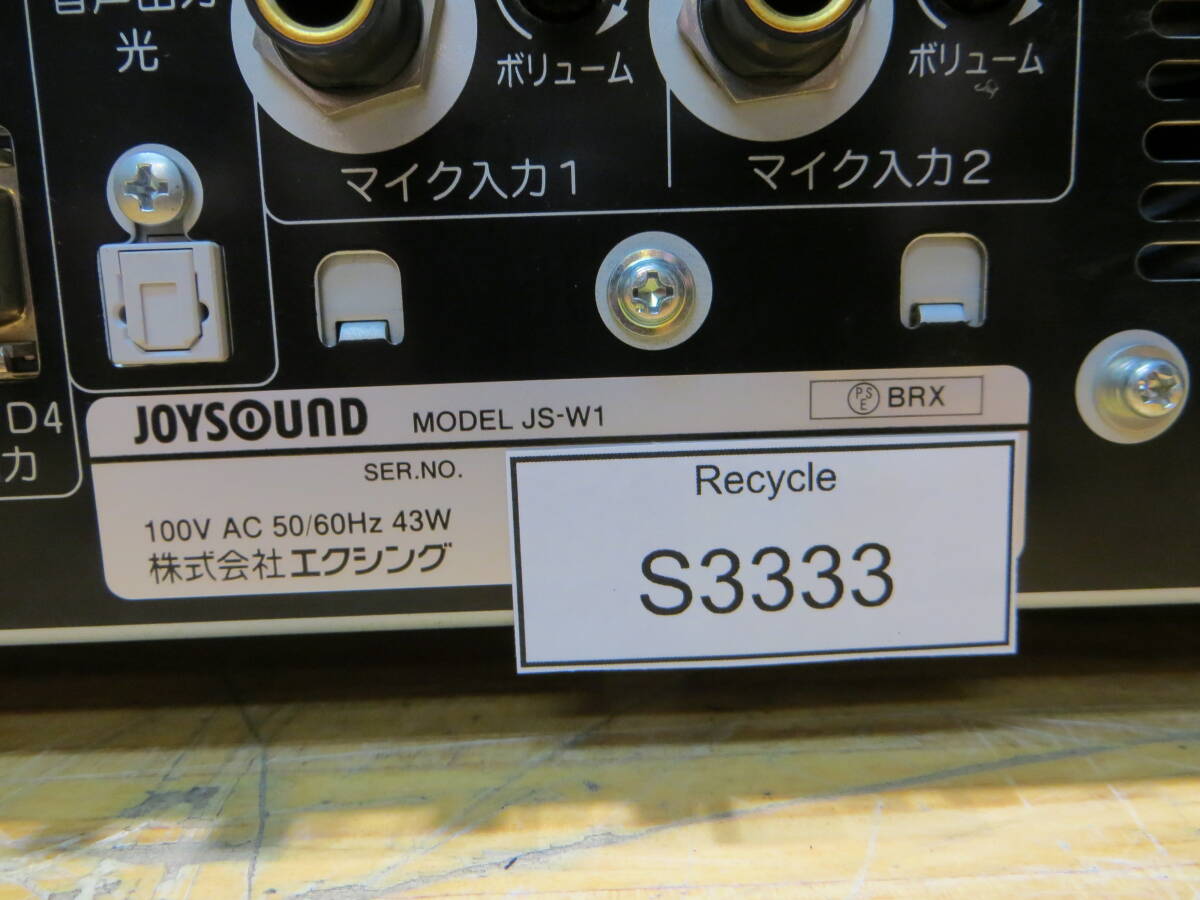 光
ボリューム
ボリューム
マイク入力1
マイク入力2
D4
力
JOYSOUND MODEL JS-W1
PSE BRX
SER.NO.
100V AC 50/60Hz 43W
株式会社エクシング
Recycle
S3333